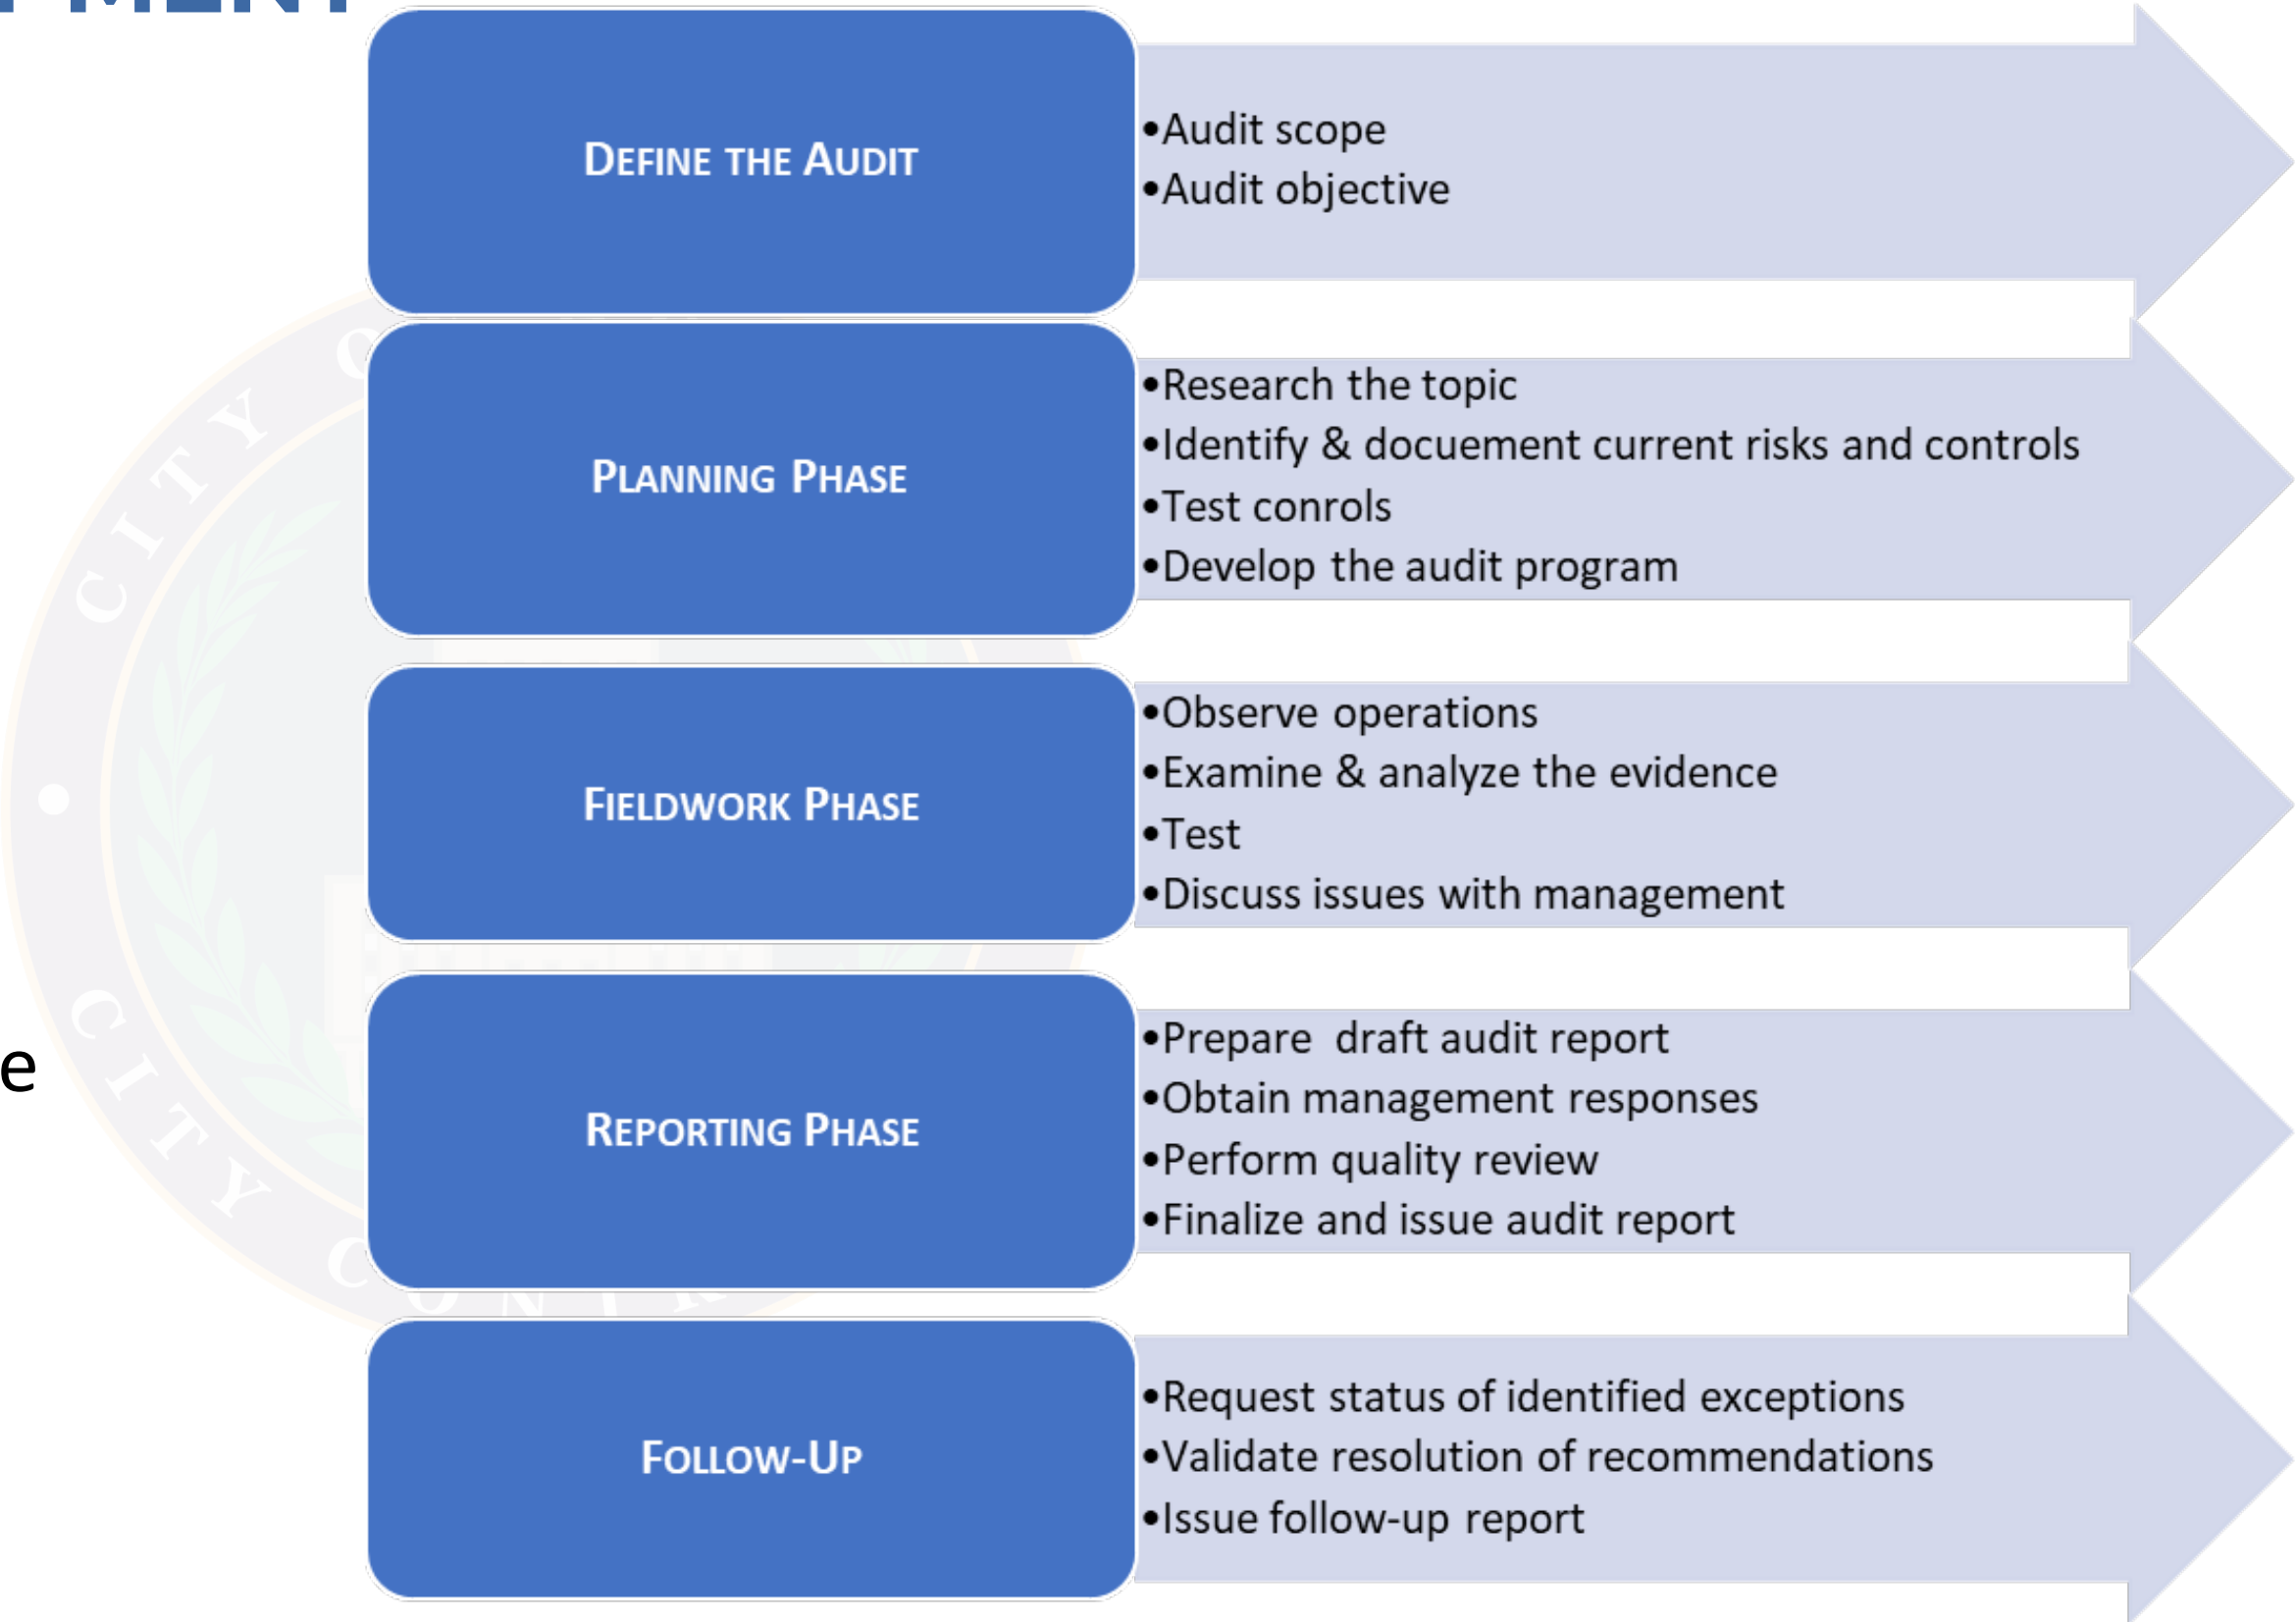 DEFINE THE AUDIT
•Audit scope
•Audit objective
PLANNING PHASE
•Research the topic
•Identify & docuement current risks and controls
•Test conrols
•Develop the audit program
FIELDWORK PHASE
•Observe operations
•Examine & analyze the evidence
•Test
•Discuss issues with management
REPORTING PHASE
•Prepare  draft audit report
•Obtain management responses
•Perform quality review
•Finalize and issue audit report
FOLLOW-UP
•Request status of identified exceptions
•Validate resolution of recommendations
•Issue follow-up report
e
CITY O
CITY CONTR